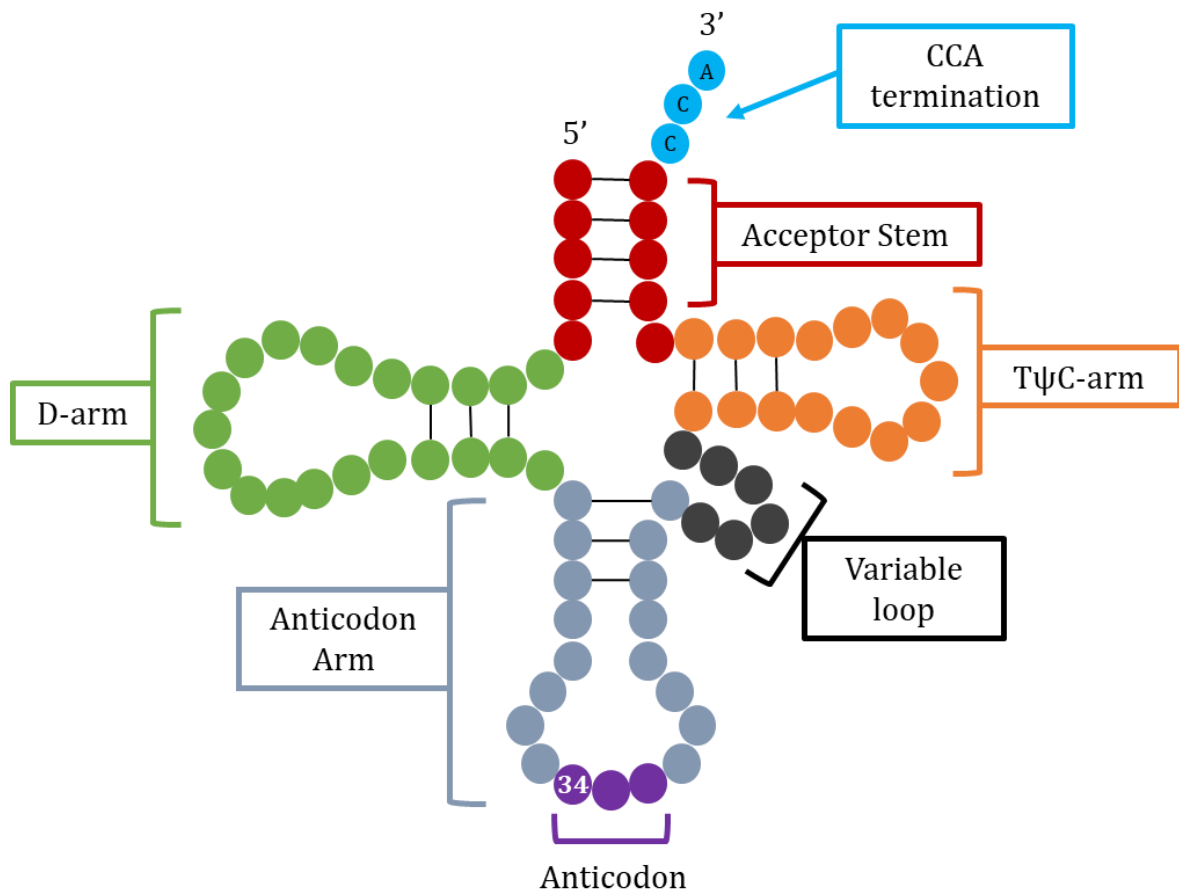 3’
CCA
termination
A
C
C
5’
Acceptor Stem
D-arm
TψC-arm
Variable
loop
Anticodon
Arm
34
Anticodon